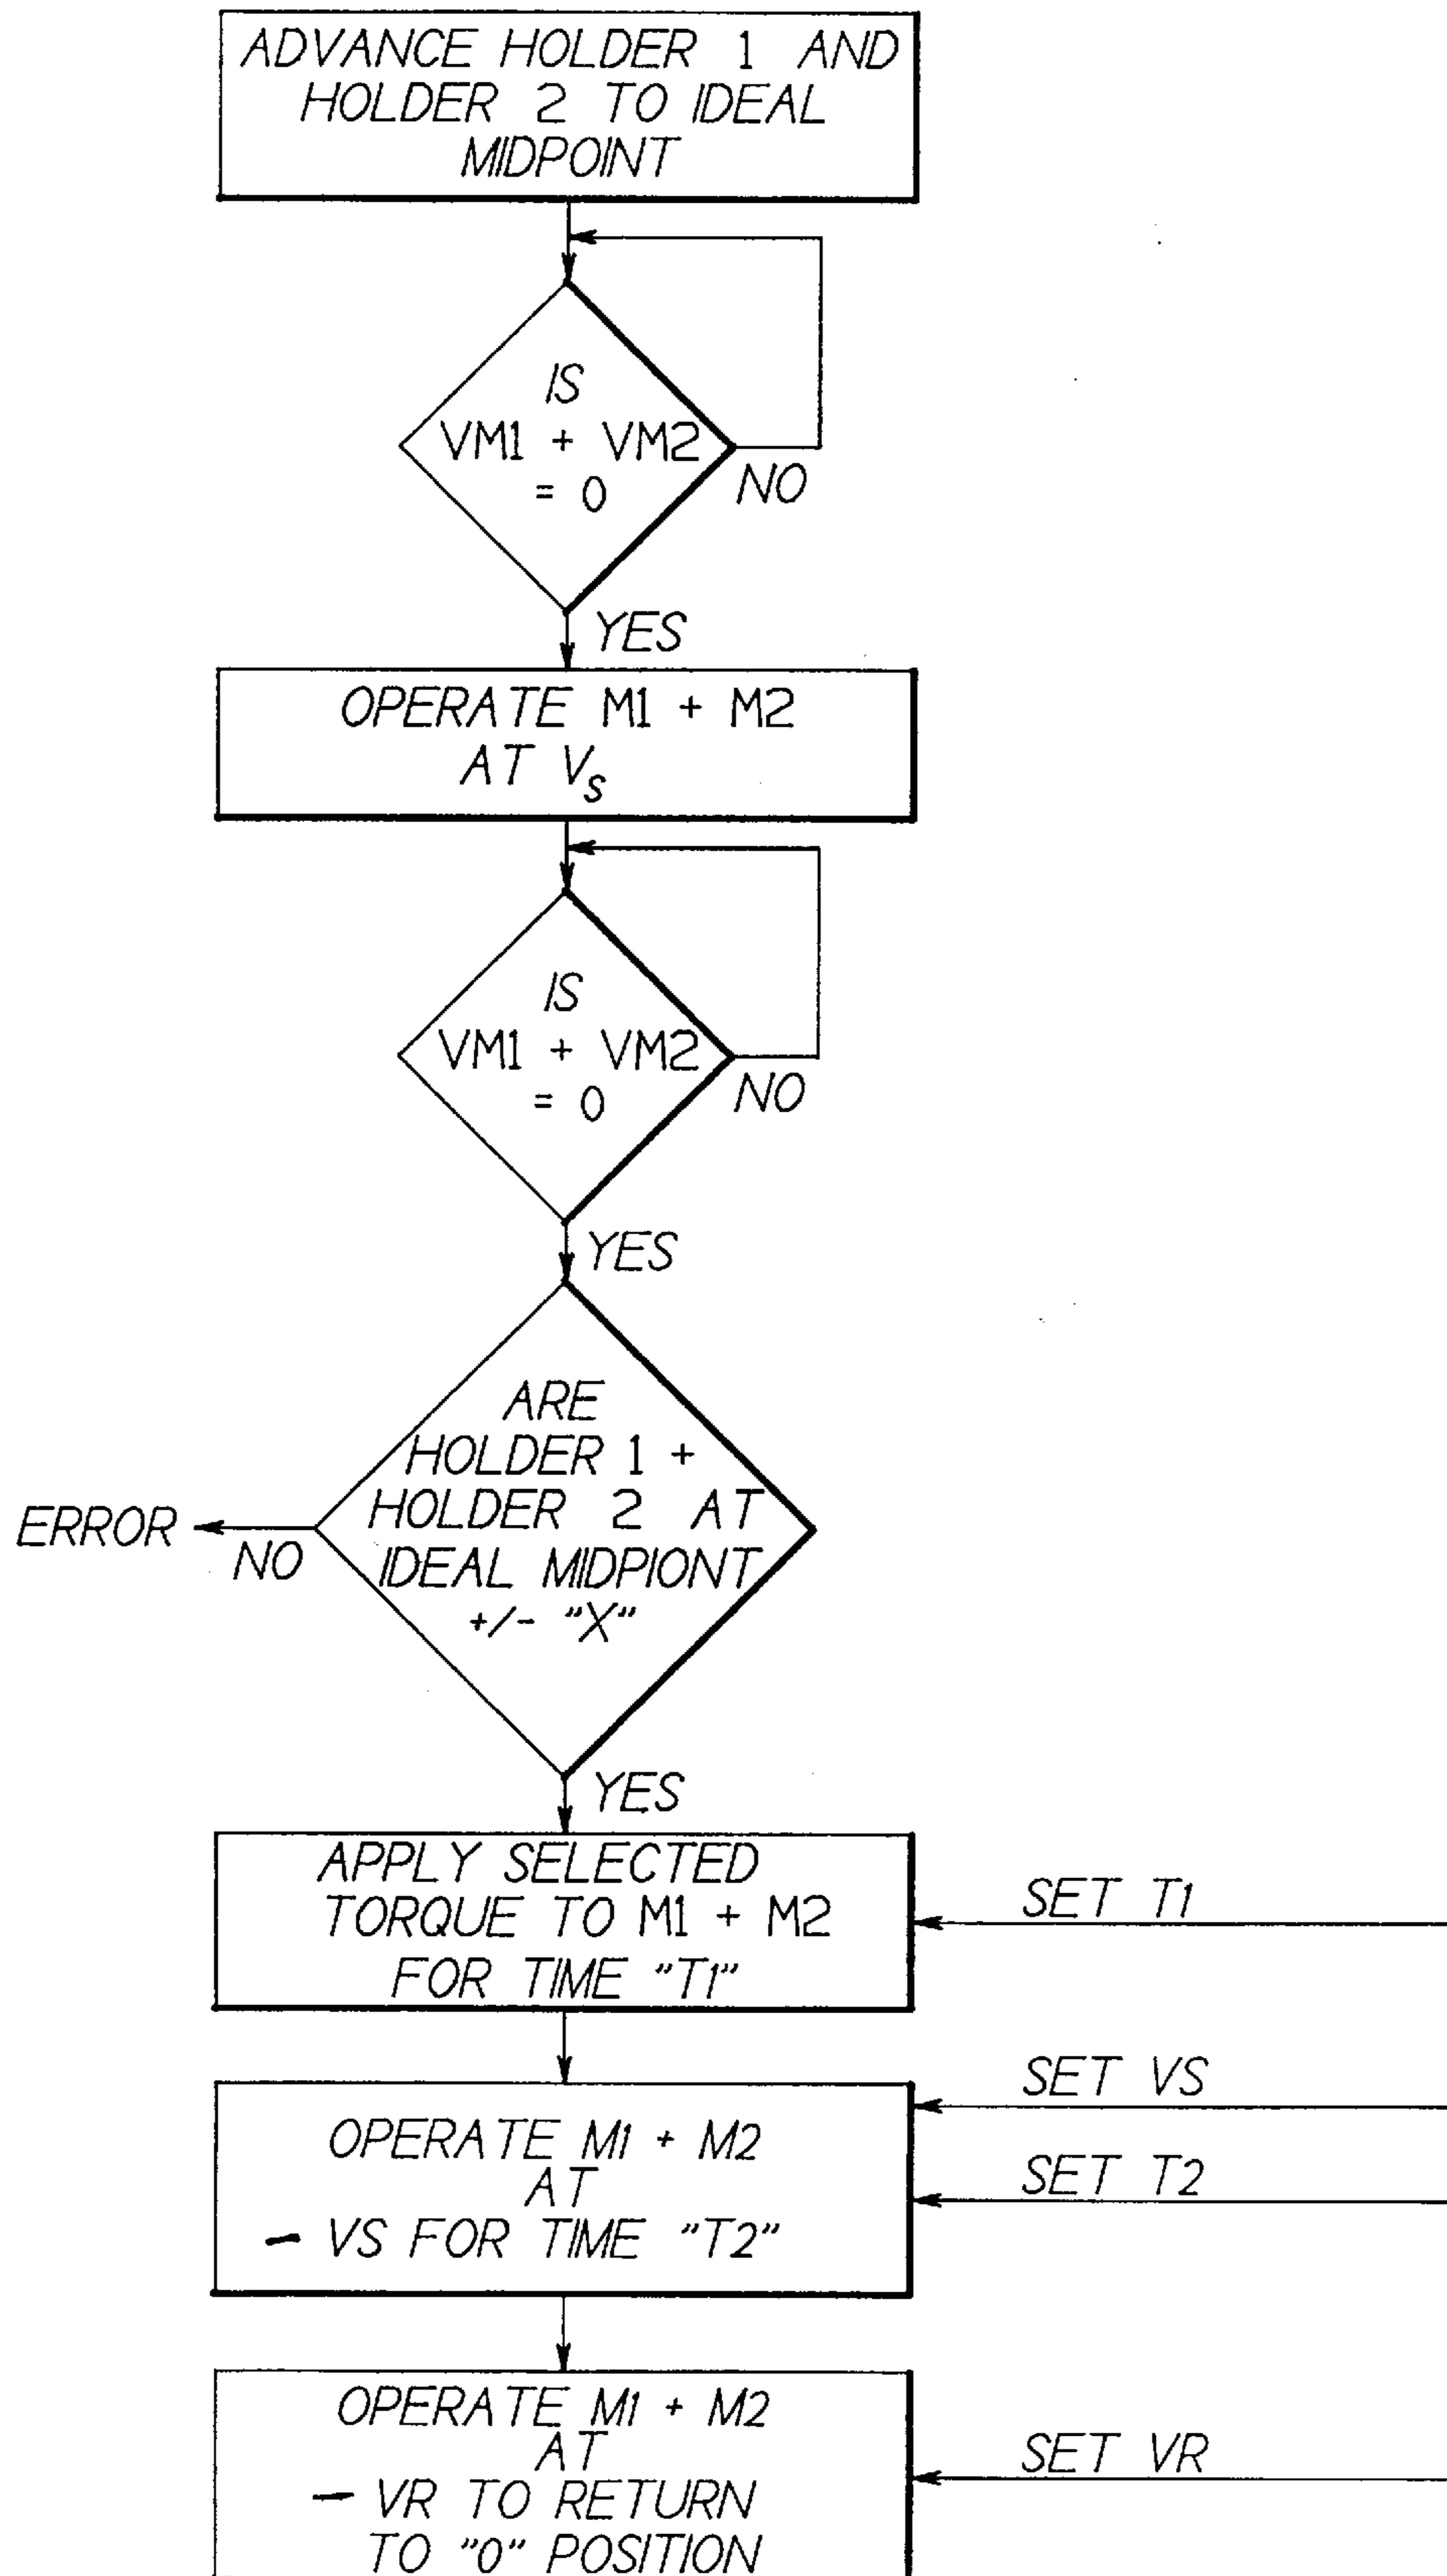 ADVANCE HOLDER 1 AND
HOLDER 2 TO IDEAL
MIDPOINT
IS
VM1 + VM2
= 0
NO
YES
OPERATE M1 + M2
AT Vs
IS
VM1 + VM2
= 0
NO
YES
ARE
HOLDER 1 +
HOLDER 2 AT
IDEAL MIDPIONT
+/- "X"
ERROR
NO
YES
APPLY SELECTED
TORQUE TO M1 + M2
FOR TIME "T1"
SET T1
OPERATE M1 + M2
AT
- VS FOR TIME "T2"
SET VS
SET T2
OPERATE M1 + M2
AT
- VR TO RETURN
TO "0" POSITION
SET VR